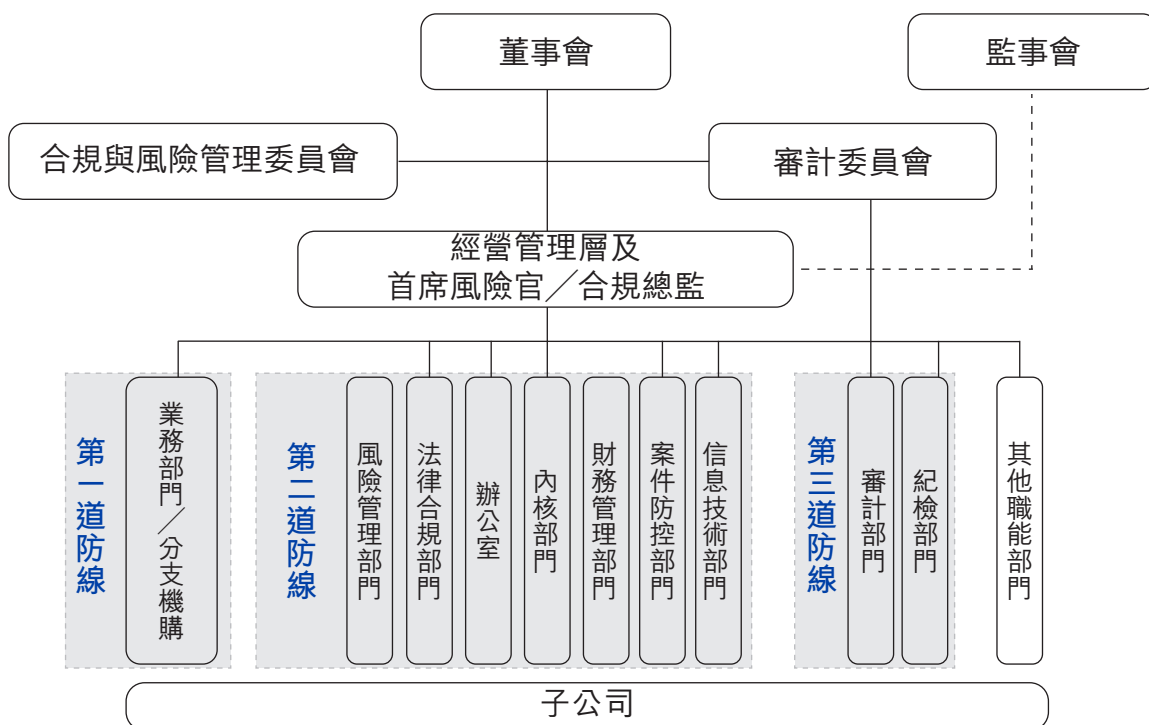 董事會
監事會
合規與風險管理委員會
審計委員會
經營管理層及
首席風險官／合規總監
第一道防線
業務部門／分支機購
第二道防線
風險管理部門
法律合規部門
辦公室
內核部門
財務管理部門
案件防控部門
信息技術部門
第三道防線
審計部門
紀檢部門
其他職能部門
子公司